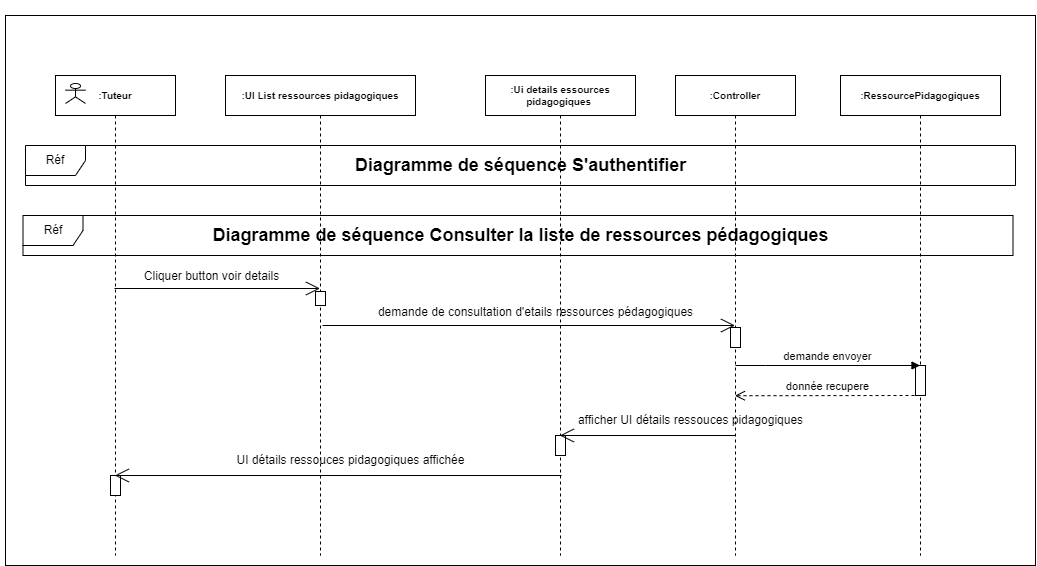 :Tuteur
:UI List ressources pidagogiques
:Ui details essources
pidagogiques
:Controller
:RessourcePidagogiques
Réf
Diagramme de séquence S'authentifier
Réf
Diagramme de séquence Consulter la liste de ressources pédagogiques
Cliquer button voir details
demande de consultation d'etails ressources pédagogiques
demande envoyer
donnée recupere
afficher UI détails ressouces pidagogiques
UI détails ressouces pidagogiques affichée